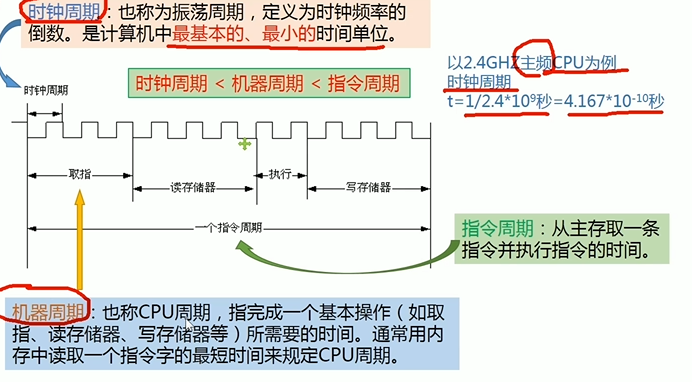 时钟周期：也称为振荡周期，定义为时钟频率的
倒数。是计算机中最基本的、最小的时间单位。
以2.4GHZ主频CPU为例
时钟周期
t=1/2.4*10⁹秒=4.167*10⁻¹⁰秒
时钟周期 < 机器周期 < 指令周期
时钟周期
取指
读存储器
执行
写存储器
一个指令周期
指令周期：从主存取一条
指令并执行指令的时间。
机器周期：也称CPU周期，指完成一个基本操作（如取
指、读存储器、写存储器等）所需要的时间。通常用内
存中读取一个指令字的最短时间来规定CPU周期。